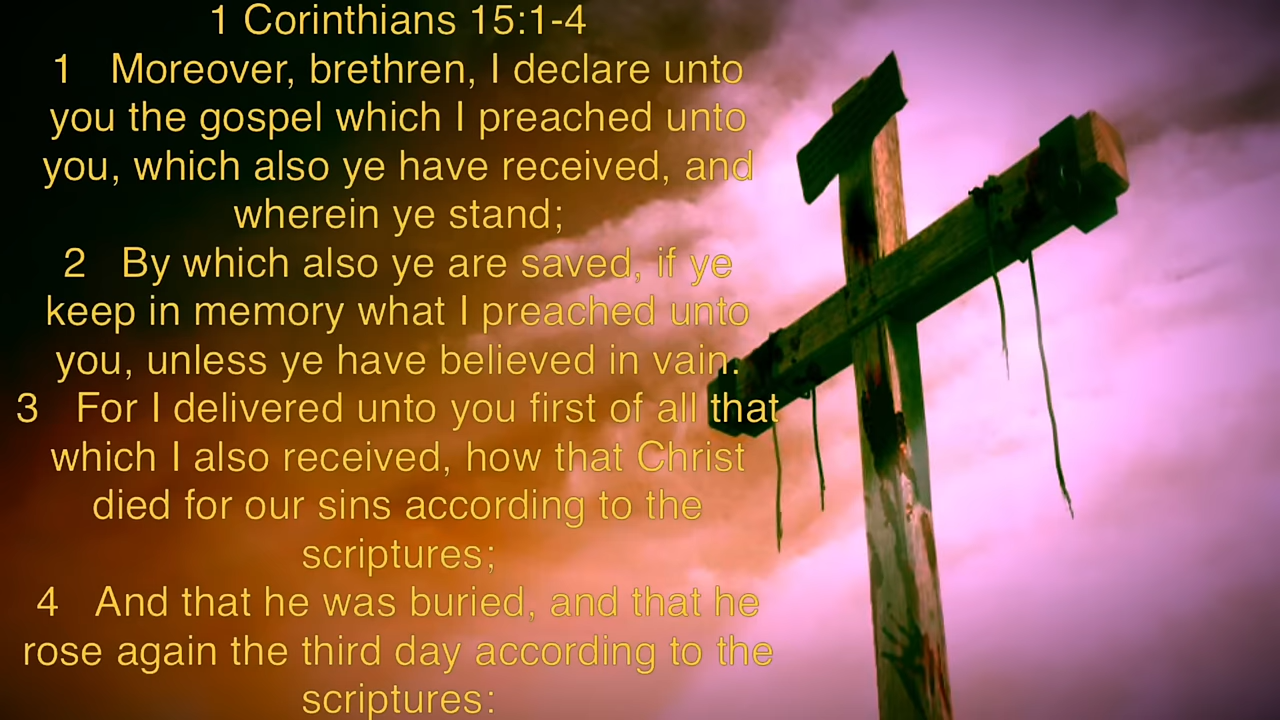 1 Corinthians 15:1-4
1 Moreover, brethren, I declare unto
you the gospel which I preached unto
you, which also ye have received, and
wherein ye stand;
2 By which also ye are saved, if ye
keep in memory what I preached unto
you, unless ye have believed in vain.
3 For I delivered unto you first of all that
which I also received, how that Christ
died for our sins according to the
scriptures;
4 And that he was buried, and that he
rose again the third day according to the
scriptures: